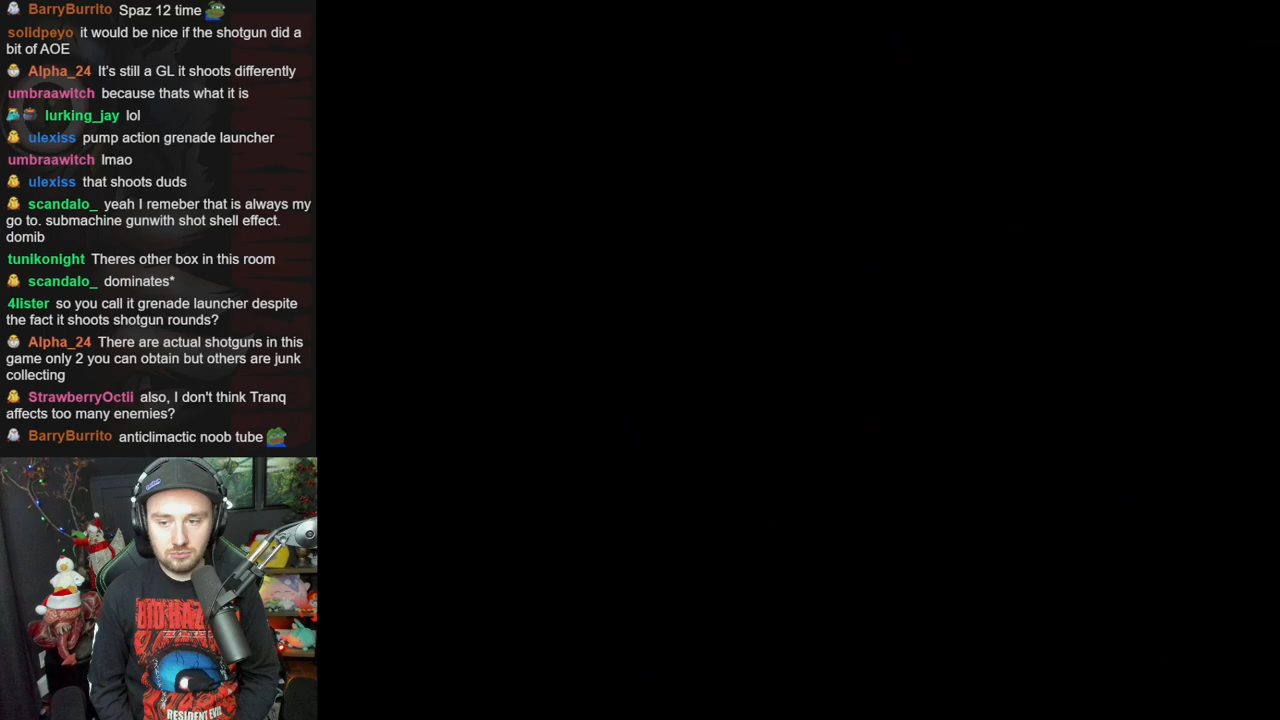 BarryBurrito Spaz 12 time
solidpeyo it would be nice if the shotgun did a
bit of AOE
Alpha_24 It's still a GL it shoots differently
umbraawitch because thats what it is
lurking_jay lol
ulexiss pump action grenade launcher
umbraawitch lmao
ulexiss that shoots duds
scandalo_ yeah I remeber that is always my
go to. submachine gunwith shot shell effect.
domib
tunikonight Theres other box in this room
scandalo_ dominates*
4lister so you call it grenade launcher despite
the fact it shoots shotgun rounds?
Alpha_24 There are actual shotguns in this
game only 2 you can obtain but others are junk
collecting
StrawberryOctli also, I don't think Tranq
affects too many enemies?
BarryBurrito anticlimactic noob tube
BIOHAZA
RESIDENT EVIL